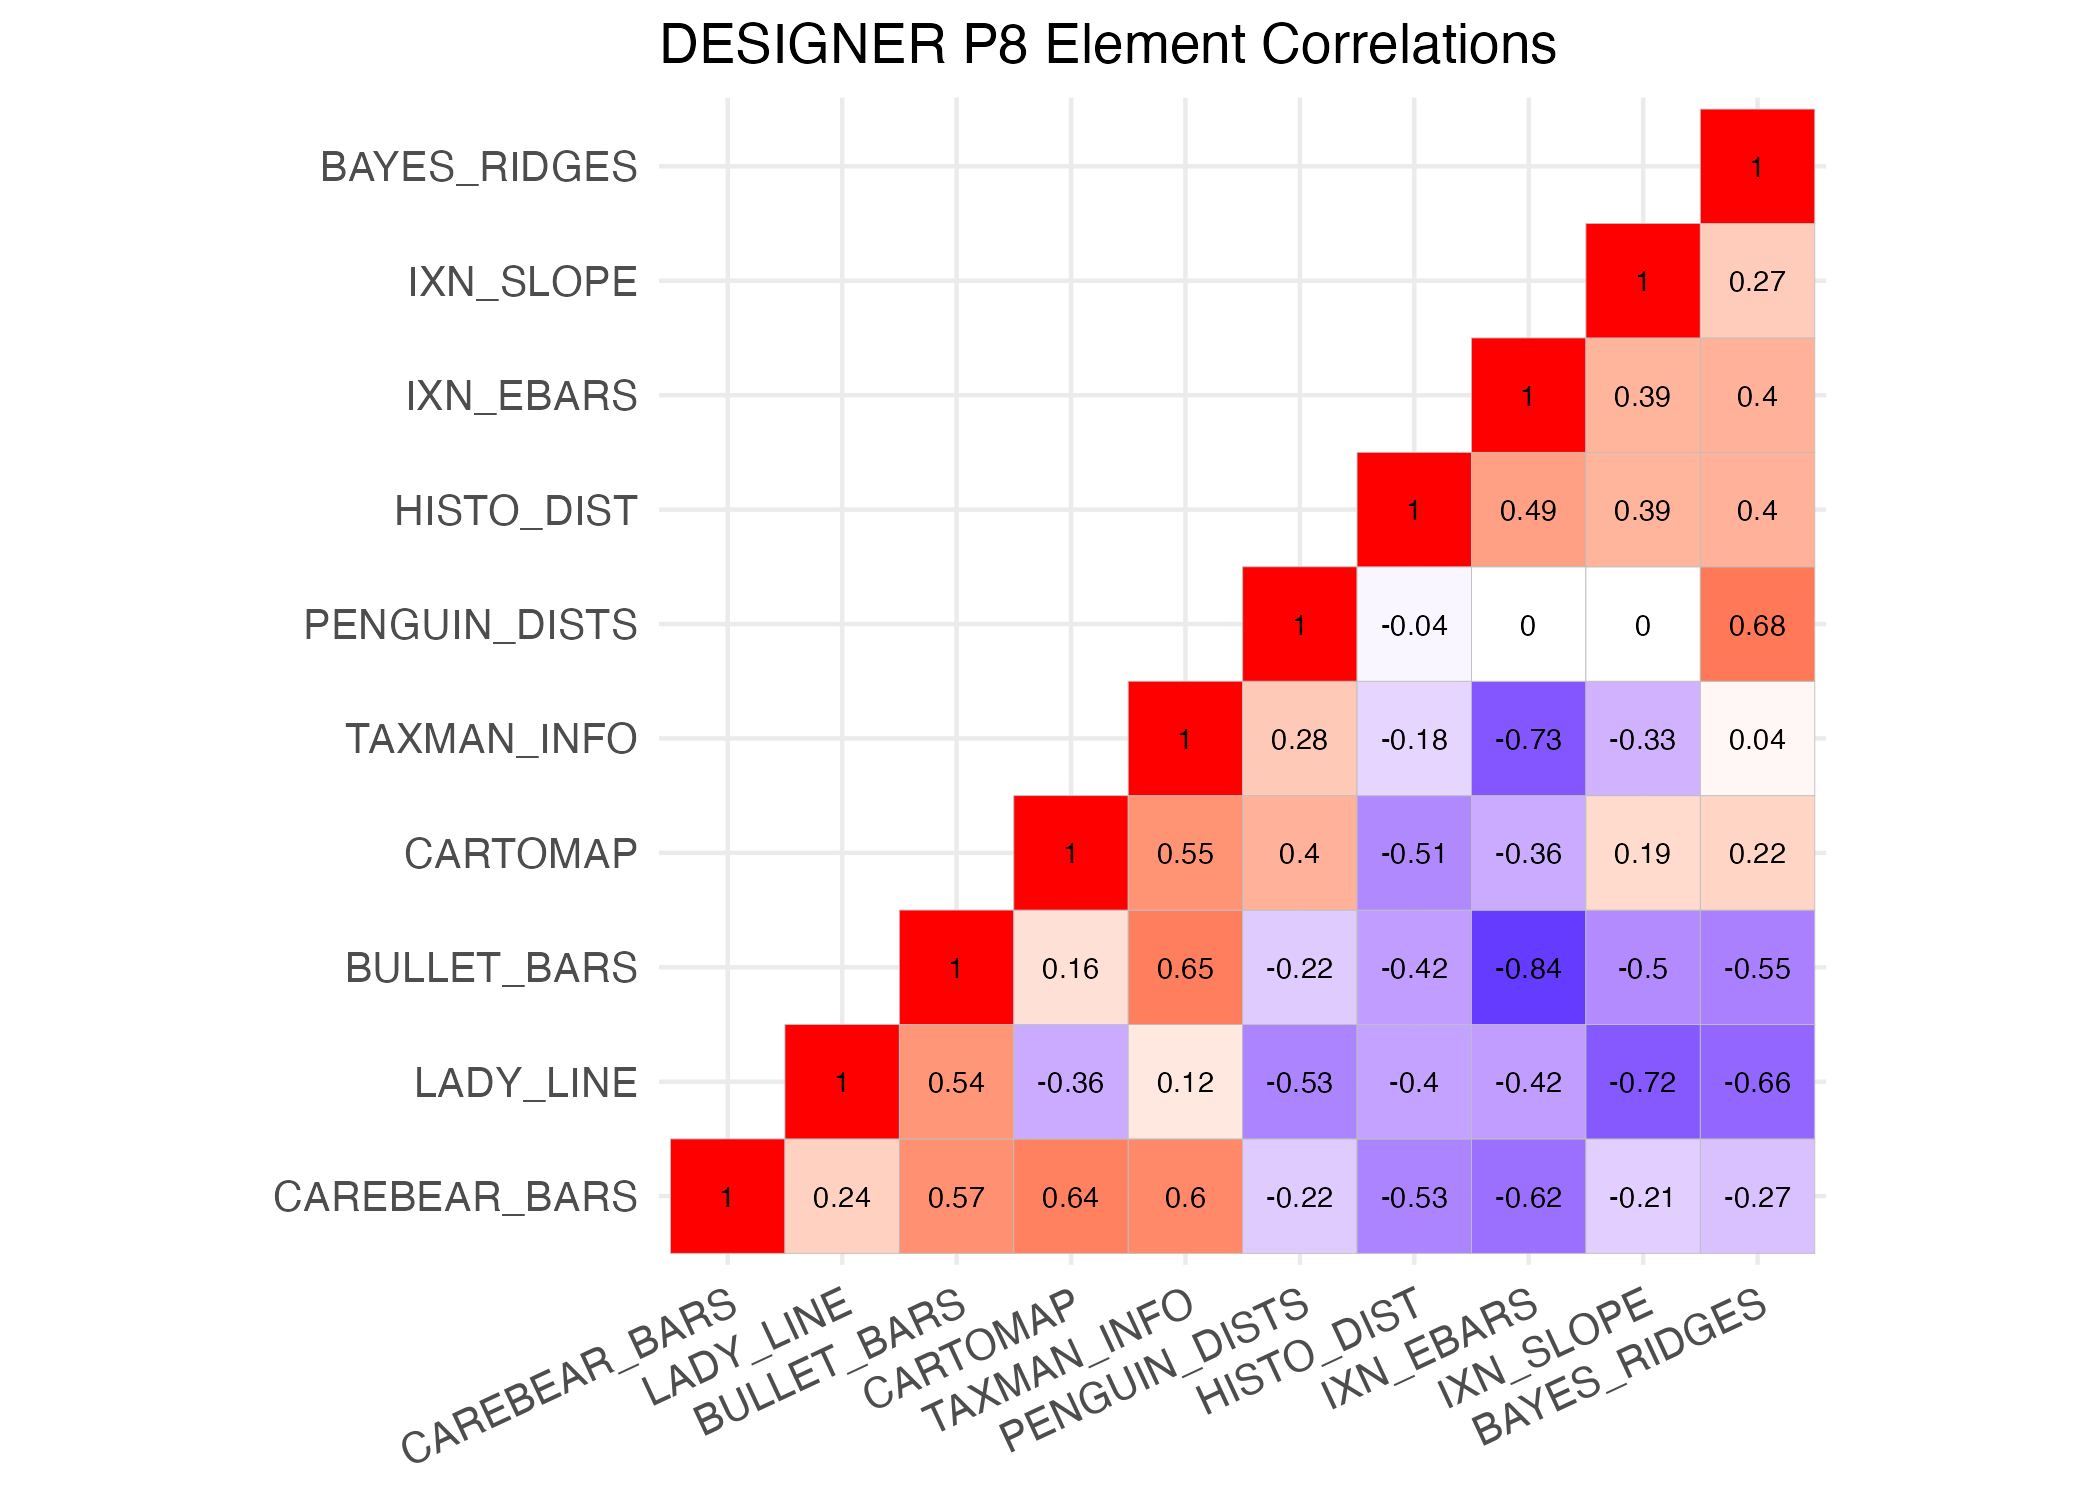 DESIGNER P8 Element Correlations
BAYES_RIDGES 1
IXN_SLOPE 1 0.27
IXN_EBARS 1 0.39 0.4
HISTO_DIST 1 0.49 0.39 0.4
PENGUIN_DISTS 1 -0.04 0 0 0.68
TAXMAN_INFO 1 0.28 -0.18 -0.73 -0.33 0.04
CARTOMAP 1 0.55 0.4 -0.51 -0.36 0.19 0.22
BULLET_BARS 1 0.16 0.65 -0.22 -0.42 -0.84 -0.5 -0.55
LADY_LINE 1 0.54 -0.36 0.12 -0.53 -0.4 -0.42 -0.72 -0.66
CAREBEAR_BARS 1 0.24 0.57 0.64 0.6 -0.22 -0.53 -0.62 -0.21 -0.27
CAREBEAR_BARS
LADY_LINE
BULLET_BARS
CARTOMAP
TAXMAN_INFO
PENGUIN_DISTS
HISTO_DIST
IXN_EBARS
IXN_SLOPE
BAYES_RIDGES